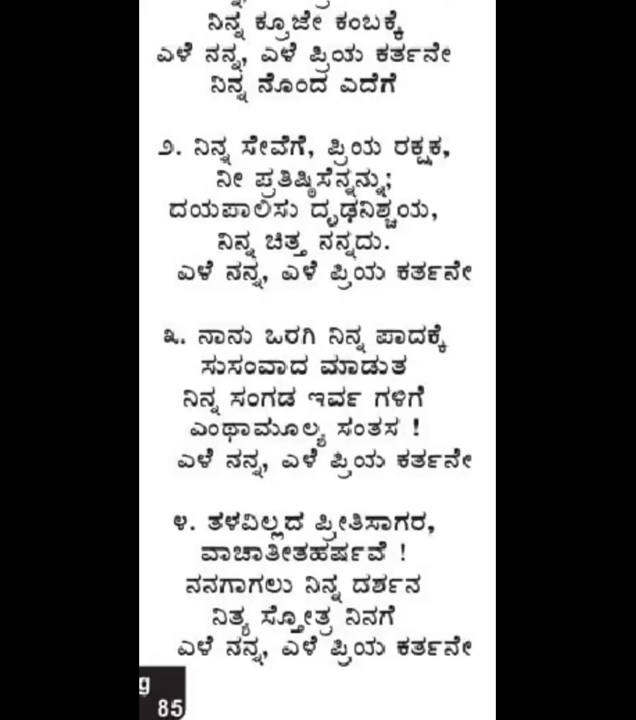 ನಿನ್ನ ಕ್ರೂಜೇ ಕಂಬಕ್ಕೆ
ಎಳೆ ನನ್ನ, ಎಳೆ ಪ್ರಿಯ ಕರ್ತನೇ
ನಿನ್ನ ನೊಂದ ಎದೆಗೆ
೨. ನಿನ್ನ ಸೇವೆಗೆ, ಪ್ರಿಯ ರಕ್ಷಕ,
ನೀ ಪ್ರತಿಷ್ಠಿಸೆನ್ನನ್ನು;
ದಯಪಾಲಿಸು ದೃಢನಿಶ್ಚಯ,
ನಿನ್ನ ಚಿತ್ತ ನನ್ನದು.
ಎಳೆ ನನ್ನ, ಎಳೆ ಪ್ರಿಯ ಕರ್ತನೇ
೩. ನಾನು ಒರಗಿ ನಿನ್ನ ಪಾದಕ್ಕೆ
ಸುಸಂವಾದ ಮಾಡುತ
ನಿನ್ನ ಸಂಗಡ ಇರ್ವ ಗಳಿಗೆ
ಎಂಥಾಮೂಲ್ಯ ಸಂತಸ !
ಎಳೆ ನನ್ನ, ಎಳೆ ಪ್ರಿಯ ಕರ್ತನೇ
೪. ತಳವಿಲ್ಲದ ಪ್ರೀತಿಸಾಗರ,
ವಾಚಾತೀತಹರ್ಷವೆ !
ನನಗಾಗಲು ನಿನ್ನ ದರ್ಶನ
ನಿತ್ಯ ಸ್ತೋತ್ರ ನಿನಗೆ
ಎಳೆ ನನ್ನ, ಎಳೆ ಪ್ರಿಯ ಕರ್ತನೇ
g
85